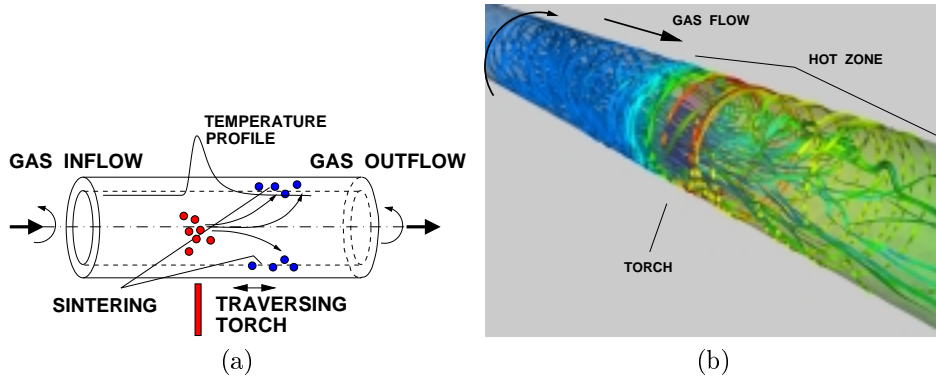 TEMPERATURE
PROFILE
GAS INFLOW
GAS OUTFLOW
SINTERING
TRAVERSING
TORCH
(a)
GAS FLOW
HOT ZONE
TORCH
(b)